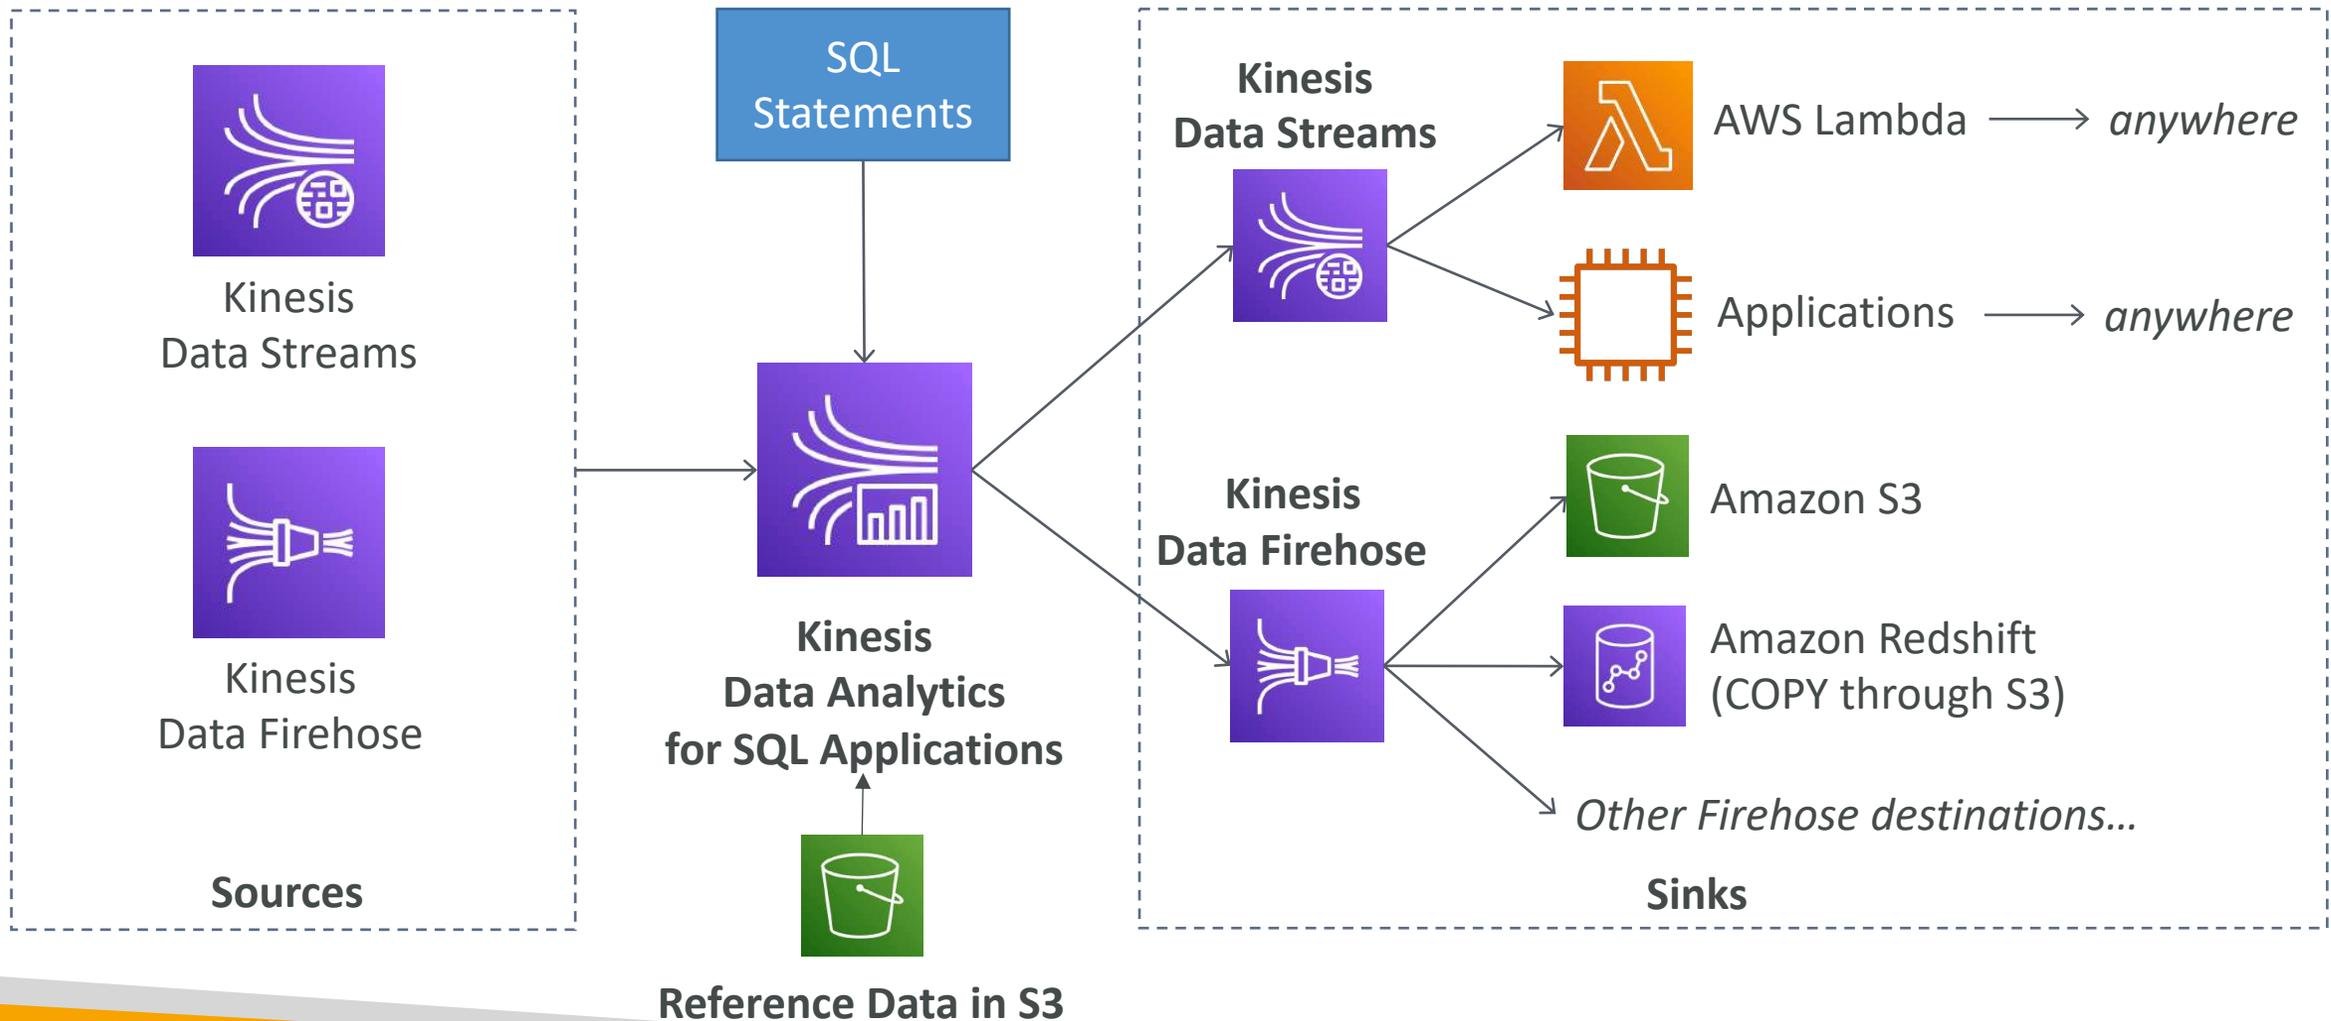 Kinesis
Data Streams
Kinesis
Data Firehose
Sources
SQL
Statements
Kinesis
Data Analytics
for SQL Applications
Reference Data in S3
Kinesis
Data Streams
AWS Lambda
anywhere
Applications
anywhere
Kinesis
Data Firehose
Amazon S3
Amazon Redshift
(COPY through S3)
Other Firehose destinations…
Sinks